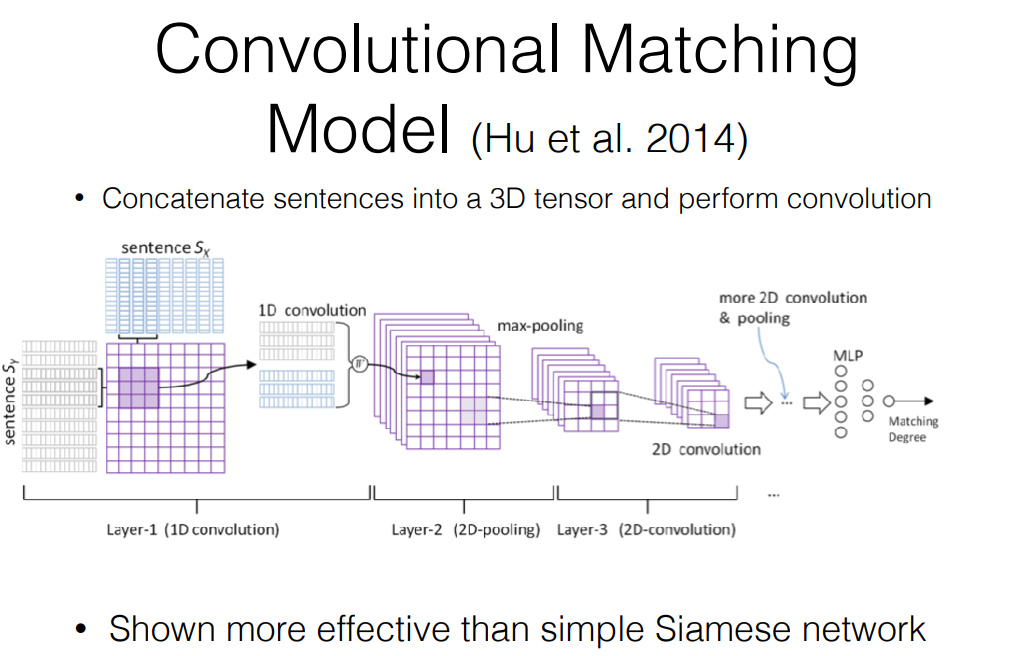 Convolutional Matching
Model (Hu et al. 2014)
• Concatenate sentences into a 3D tensor and perform convolution
sentence SX
sentence SY
1D convolution
W
max-pooling
more 2D convolution
& pooling
...
MLP
Matching
Degree
2D convolution
Layer-1 (1D convolution)
Layer-2 (2D-pooling)
Layer-3 (2D-convolution)
...
• Shown more effective than simple Siamese network